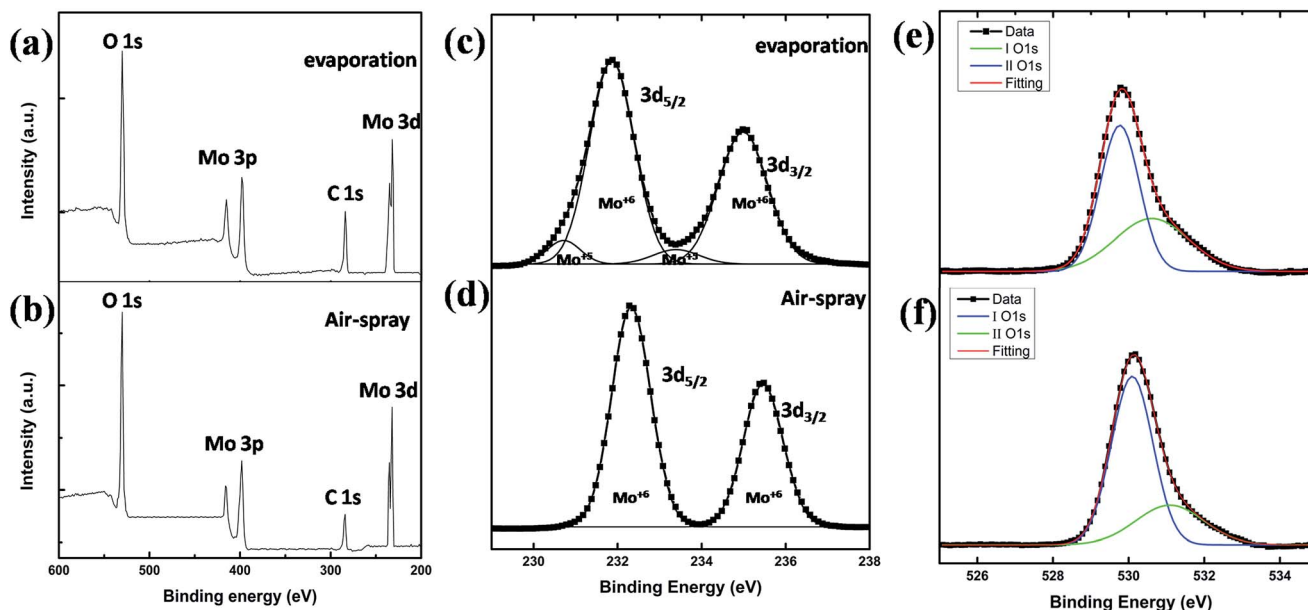 (a)
O 1s
evaporation
Mo 3d
Mo 3p
C 1s
Intensity (a.u.)
(b)
O 1s
Air-spray
Mo 3d
Mo 3p
C 1s
Intensity (a.u.)
600 500 400 300 200
Binding energy (eV)
(c)
evaporation
3d5/2
3d3/2
Mo+6
Mo+6
Mo+5
Mo+5
(d)
Air-spray
3d5/2
3d3/2
Mo+6
Mo+6
230 232 234 236 238
Binding Energy (eV)
(e)
Data
I O1s
II O1s
Fitting
(f)
Data
I O1s
II O1s
Fitting
526 528 530 532 534
Binding Energy (eV)